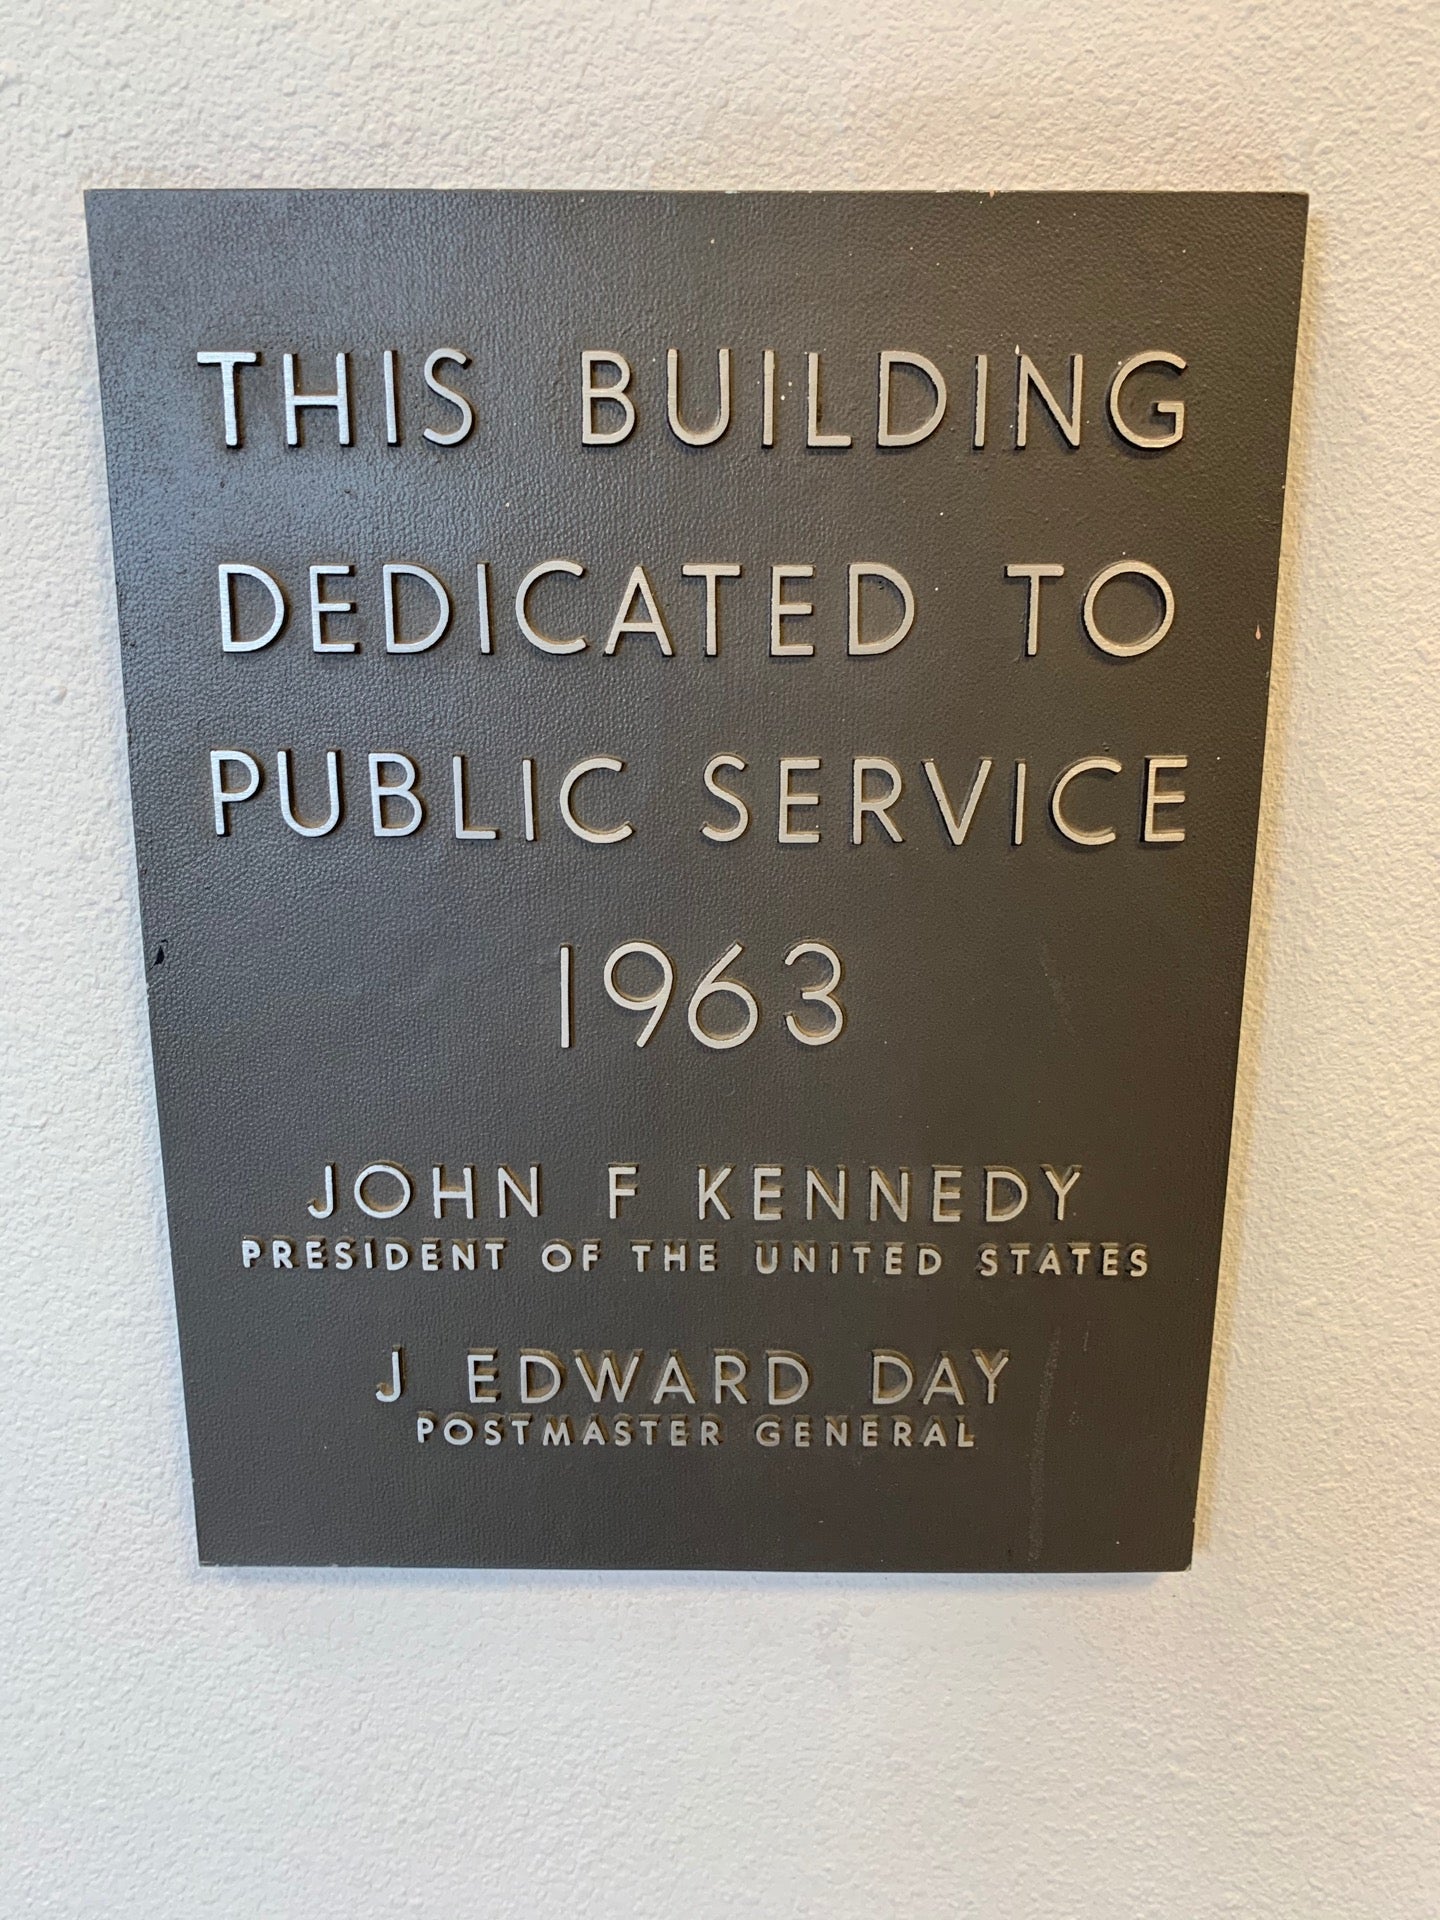 THIS BUILDING
DEDICATED TO
PUBLIC SERVICE
1963
JOHN F KENNEDY
PRESIDENT OF THE UNITED STATES
J EDWARD DAY
POSTMASTER GENERAL